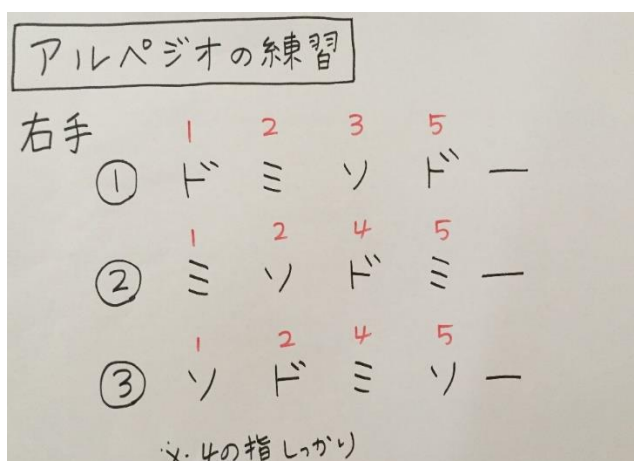 アルペジオの練習
右手
1 2 3 5
① ド ミ ソ ド ー
1 2 4 5
② ミ ソ ド ミ ー
1 2 4 5
③ ソ ド ミ ソ ー
※4の指しっかり